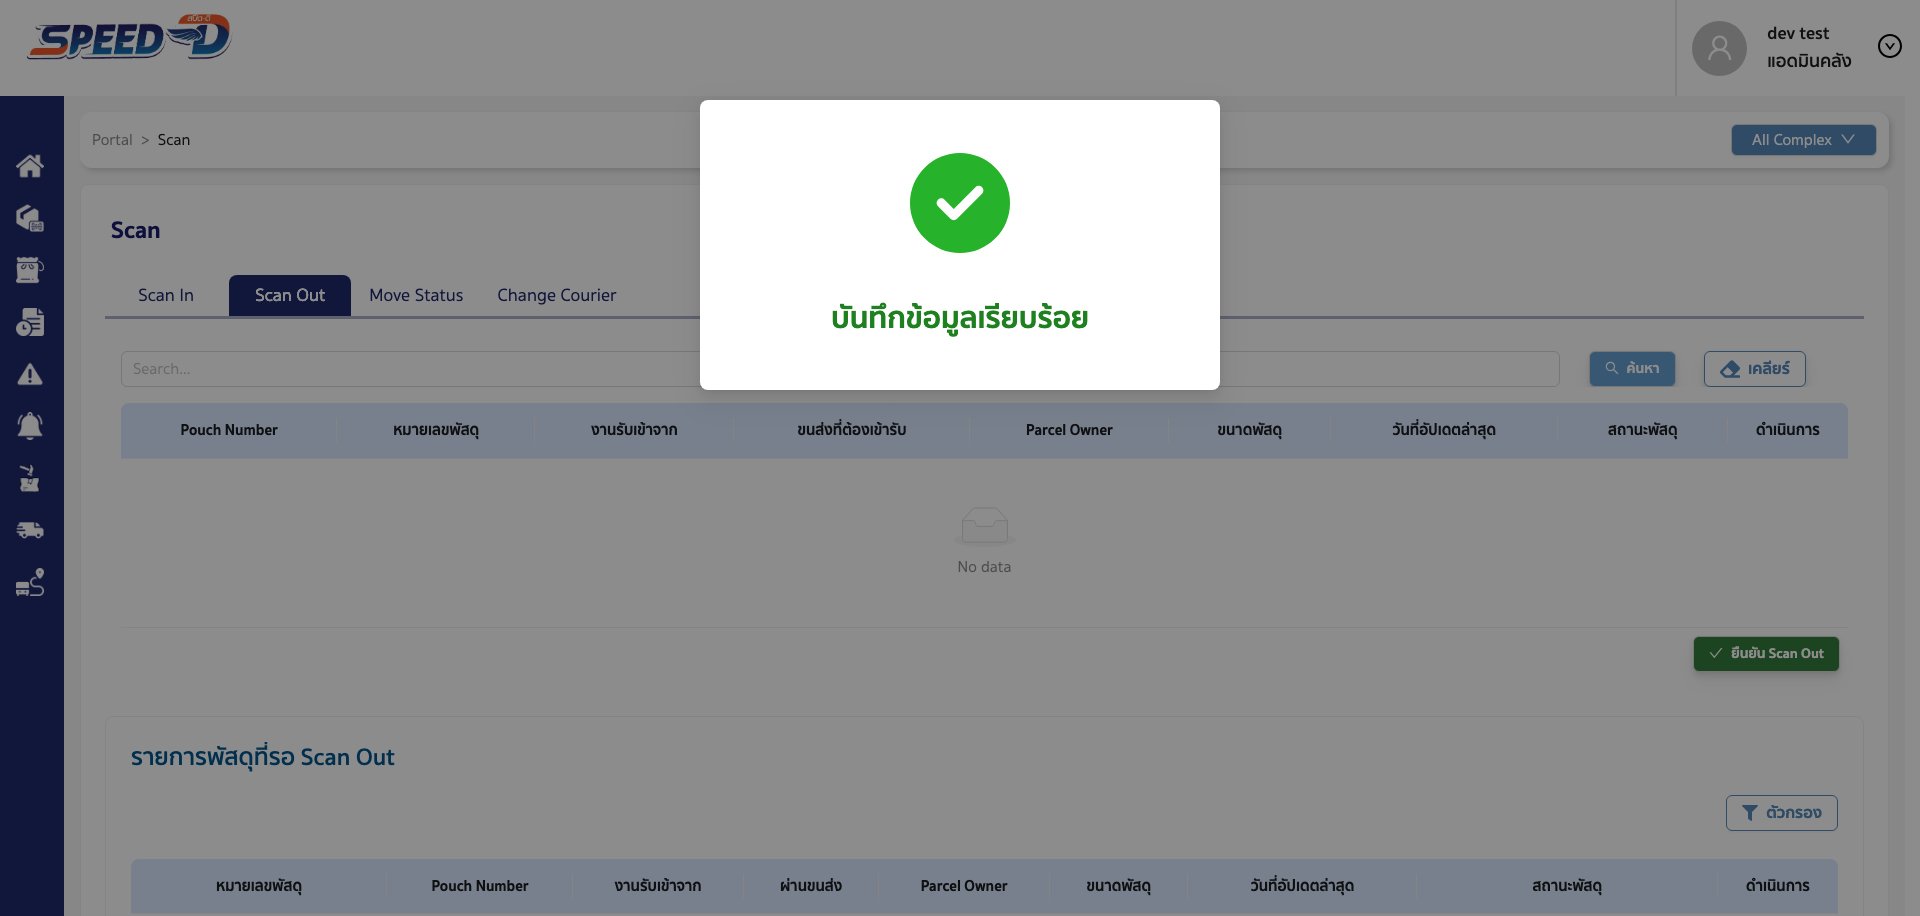 สปีด-ดี
SPEED-D
dev test
แอดมินคลัง
Portal > Scan
All Complex
Scan
Scan In
Scan Out
Move Status
Change Courier
บันทึกข้อมูลเรียบร้อย
Search...
ค้นหา
เคลียร์
Pouch Number หมายเลขพัสดุ งานรับเข้าจาก ขนส่งที่ต้องเข้ารับ Parcel Owner ขนาดพัสดุ วันที่อัปเดตล่าสุด สถานะพัสดุ ดำเนินการ
No data
ยืนยัน Scan Out
รายการพัสดุที่รอ Scan Out
ตัวกรอง
หมายเลขพัสดุ Pouch Number งานรับเข้าจาก ผ่านขนส่ง Parcel Owner ขนาดพัสดุ วันที่อัปเดตล่าสุด สถานะพัสดุ ดำเนินการ